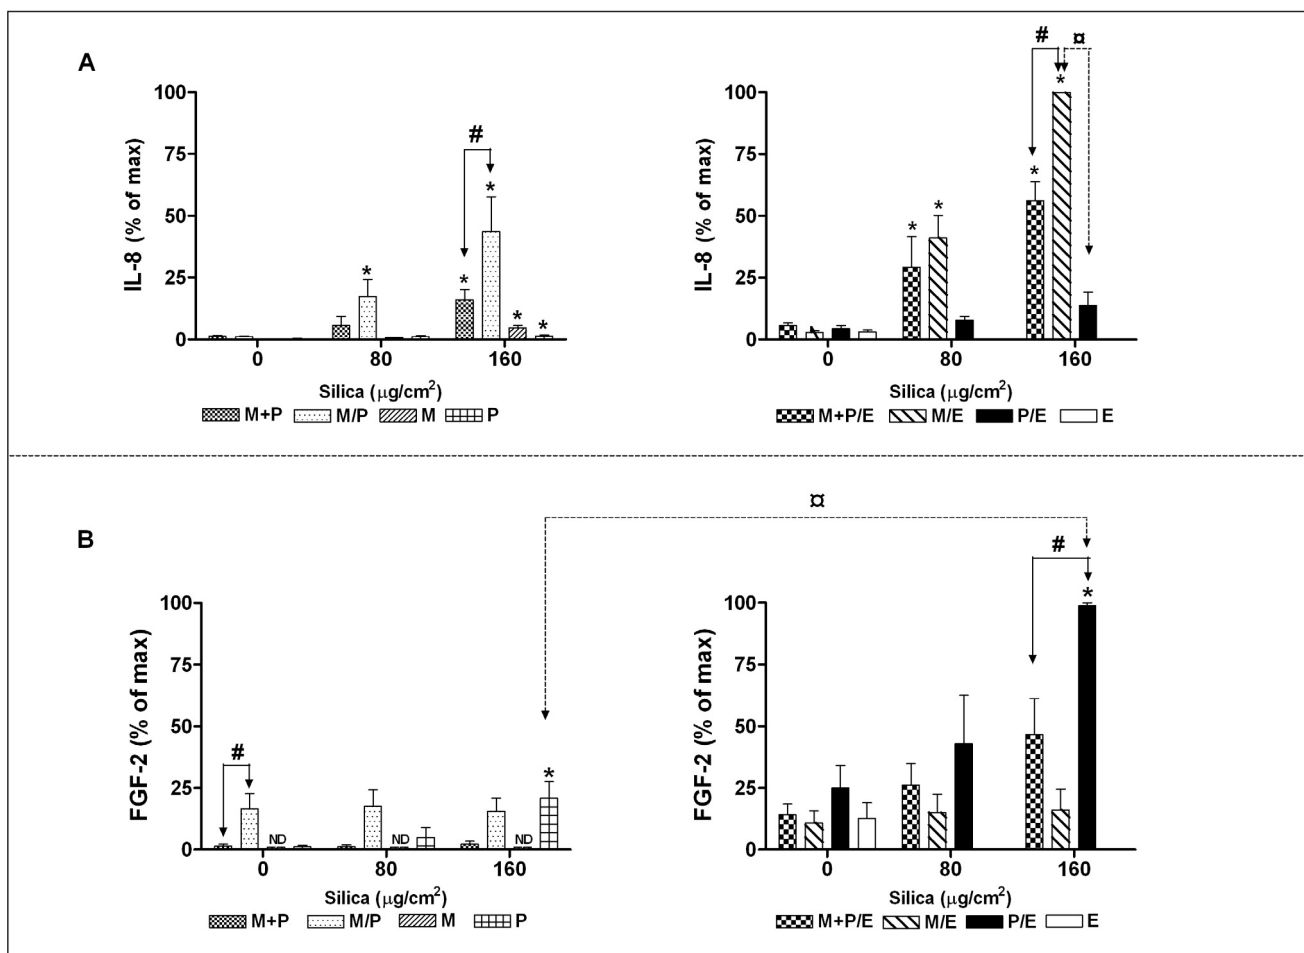 A
#
¤
#
100
75
50
25
0
IL-8 (% of max)
*
*
*
*
*
0
80
160
Silica (μg/cm²)
M+P
M/P
M
P
100
75
50
25
0
IL-8 (% of max)
*
*
*
*
0
80
160
Silica (μg/cm²)
M+P/E
M/E
P/E
E
B
¤
#
#
100
75
50
25
0
FGF-2 (% of max)
ND
ND
ND
*
0
80
160
Silica (μg/cm²)
M+P
M/P
M
P
100
75
50
25
0
FGF-2 (% of max)
*
0
80
160
Silica (μg/cm²)
M+P/E
M/E
P/E
E